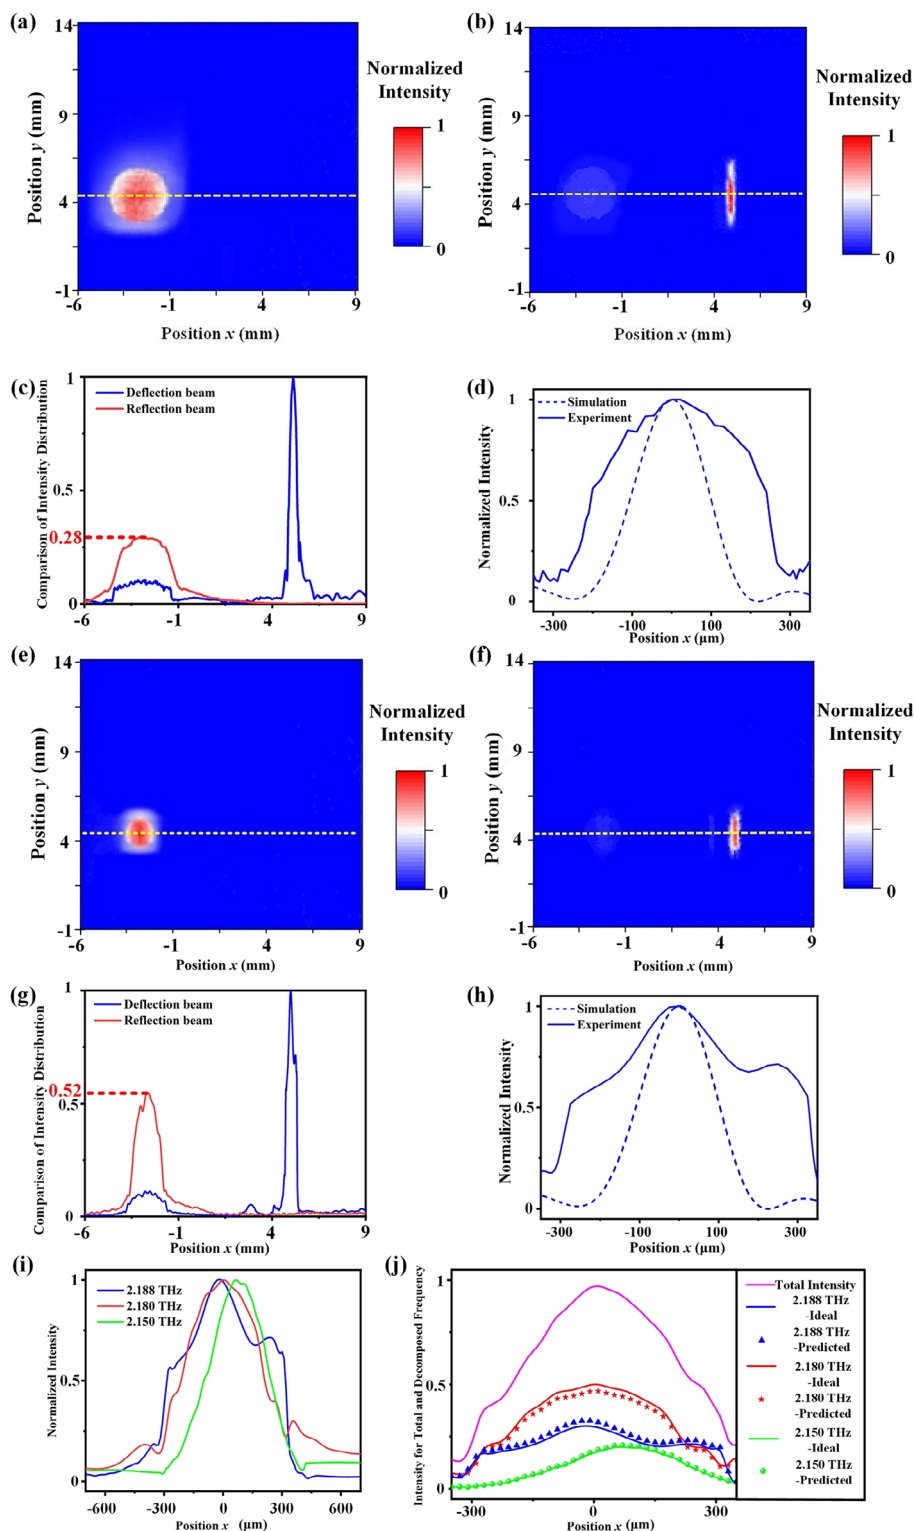 (a)
14
9
4
-1
-6
-1
4
9
Position y (mm)
Position x (mm)
Normalized
Intensity
1
0
(b)
14
9
4
-1
-6
-1
4
9
Position y (mm)
Position x (mm)
Normalized
Intensity
1
0
(c)
Comparison of Intensity Distribution
1
0.5
0.28
0
-6
-1
4
9
Position x (mm)
Deflection beam
Reflection beam
(d)
Normalized Intensity
1
0.5
0
-300
-100
100
300
Position x (µm)
Simulation
Experiment
(e)
14
9
4
-1
-6
-1
4
9
Position y (mm)
Position x (mm)
Normalized
Intensity
1
0
(f)
14
9
4
-1
-6
-1
4
9
Position y (mm)
Position x (mm)
Normalized
Intensity
1
0
(g)
Comparison of Intensity Distribution
1
0.52
0.5
0
-6
-1
4
9
Position x (mm)
Deflection beam
Reflection beam
(h)
Normalized Intensity
1
0.5
0
-300
-100
100
300
Position x (µm)
Simulation
Experiment
(i)
Normalized Intensity
1
0.5
0
-600
-300
0
300
600
Position x (µm)
2.188 THz
2.180 THz
2.150 THz
(j)
Intensity for Total and Decomposed Frequency
1
0.5
0
-300
0
300
Position x (µm)
Total Intensity
2.188 THz
-Ideal
2.188 THz
-Predicted
2.180 THz
-Ideal
2.180 THz
-Predicted
2.150 THz
-Ideal
2.150 THz
-Predicted